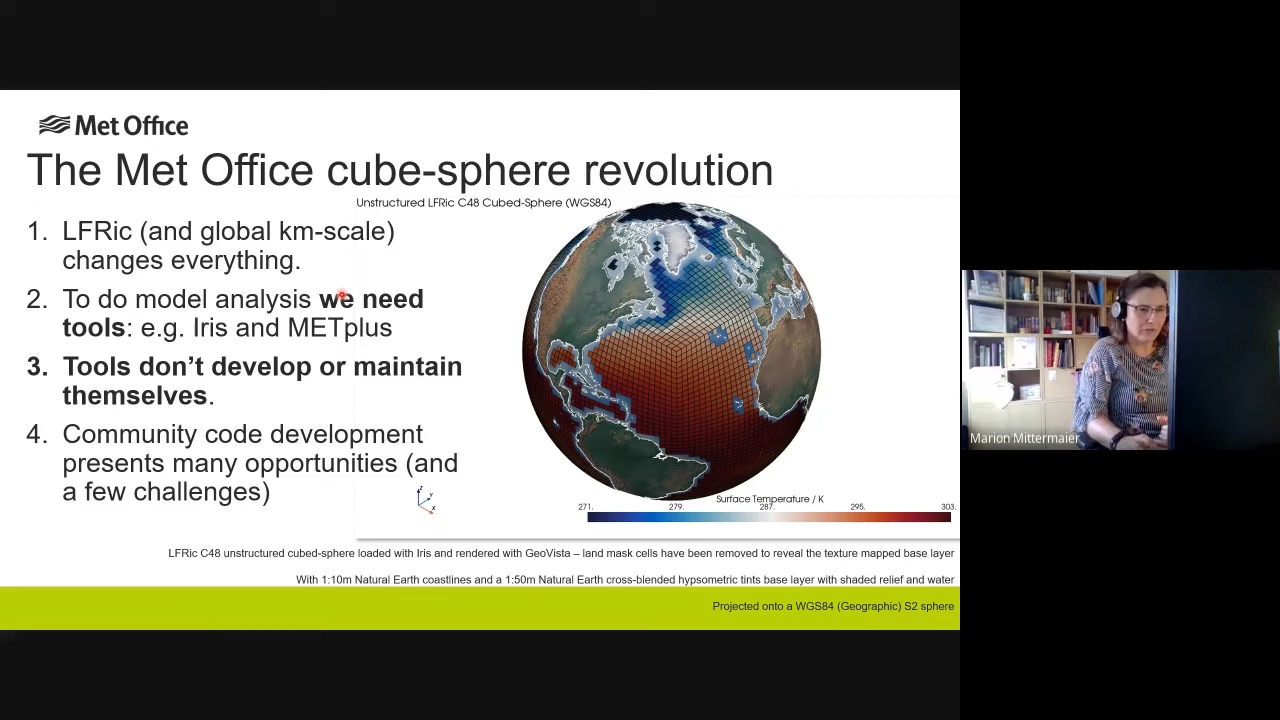 Met Office
The Met Office cube-sphere revolution
Unstructured LFRic C48 Cubed-Sphere (WGS84)
1. LFRic (and global km-scale)
changes everything.
2. To do model analysis we need
tools: e.g. Iris and METplus
3. Tools don’t develop or maintain
themselves.
4. Community code development
presents many opportunities (and
a few challenges)
z
y
x
Surface Temperature / K
271. 279. 287. 295. 303.
LFRic C48 unstructured cubed-sphere loaded with Iris and rendered with GeoVista – land mask cells have been removed to reveal the texture mapped base layer
With 1:10m Natural Earth coastlines and a 1:50m Natural Earth cross-blended hypsometric tints base layer with shaded relief and water
Projected onto a WGS84 (Geographic) S2 sphere
Marion Mittermaier